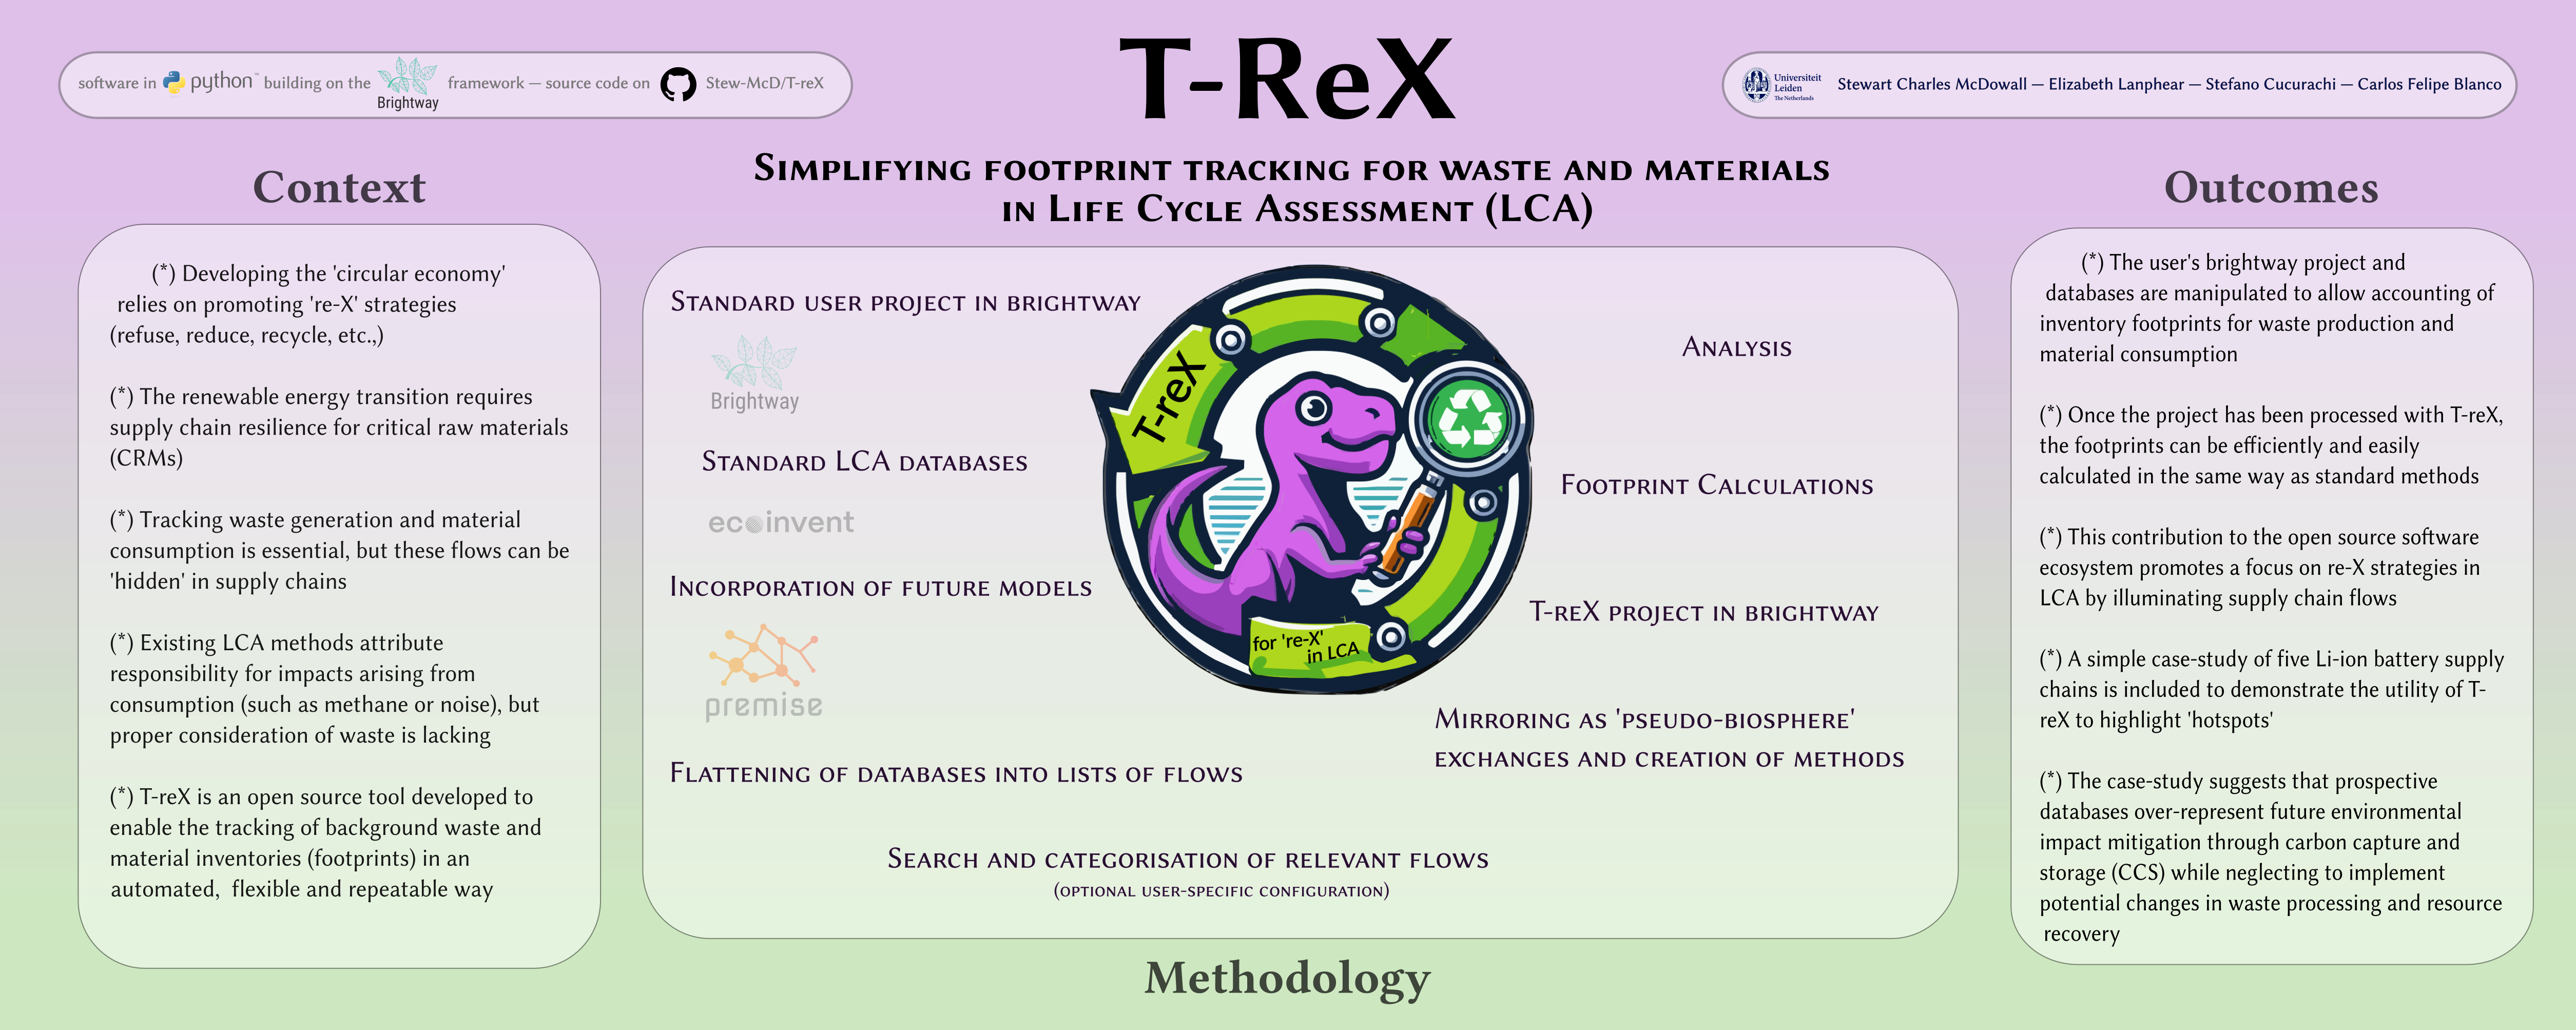 software in python™ building on the Brightway framework — source code on Stew-McD/T-reX
T-ReX
Universiteit
Leiden
The Netherlands
Stewart Charles McDowall — Elizabeth Lanphear — Stefano Cucurachi — Carlos Felipe Blanco
Simplifying footprint tracking for waste and materials
in Life Cycle Assessment (LCA)
Context
(*) Developing the 'circular economy'
relies on promoting 're-X' strategies
(refuse, reduce, recycle, etc.,)
(*) The renewable energy transition requires
supply chain resilience for critical raw materials
(CRMs)
(*) Tracking waste generation and material
consumption is essential, but these flows can be
'hidden' in supply chains
(*) Existing LCA methods attribute
responsibility for impacts arising from
consumption (such as methane or noise), but
proper consideration of waste is lacking
(*) T-reX is an open source tool developed to
enable the tracking of background waste and
material inventories (footprints) in an
automated, flexible and repeatable way
Standard user project in brightway
Brightway
Standard LCA databases
ecoinvent
Incorporation of future models
premise
Flattening of databases into lists of flows
Search and categorisation of relevant flows
(optional user-specific configuration)
Mirroring as 'pseudo-biosphere'
exchanges and creation of methods
T-reX project in brightway
Footprint Calculations
Analysis
T-reX
for 're-X'
in LCA
Methodology
Outcomes
(*) The user's brightway project and
databases are manipulated to allow accounting of
inventory footprints for waste production and
material consumption
(*) Once the project has been processed with T-reX,
the footprints can be efficiently and easily
calculated in the same way as standard methods
(*) This contribution to the open source software
ecosystem promotes a focus on re-X strategies in
LCA by illuminating supply chain flows
(*) A simple case-study of five Li-ion battery supply
chains is included to demonstrate the utility of T-
reX to highlight 'hotspots'
(*) The case-study suggests that prospective
databases over-represent future environmental
impact mitigation through carbon capture and
storage (CCS) while neglecting to implement
potential changes in waste processing and resource
recovery